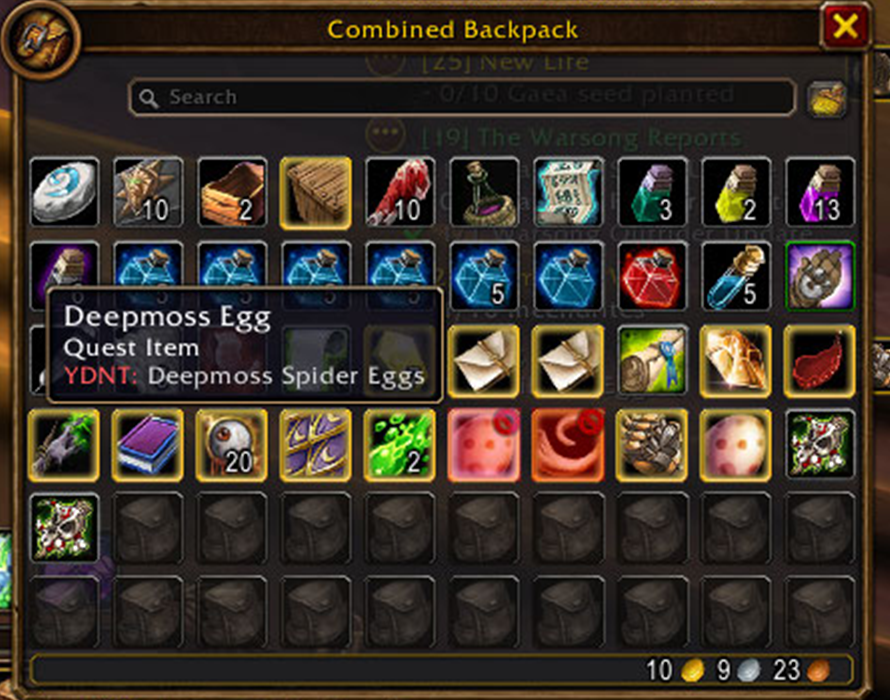 Combined Backpack
[25] New Life
Search
- 0/10 Gaea seed planted
[19] The Warsong Reports
10
2
10
3
2
13
5
5
Deepmoss Egg
Quest Item
YDNT: Deepmoss Spider Eggs
20
2
10 9 23